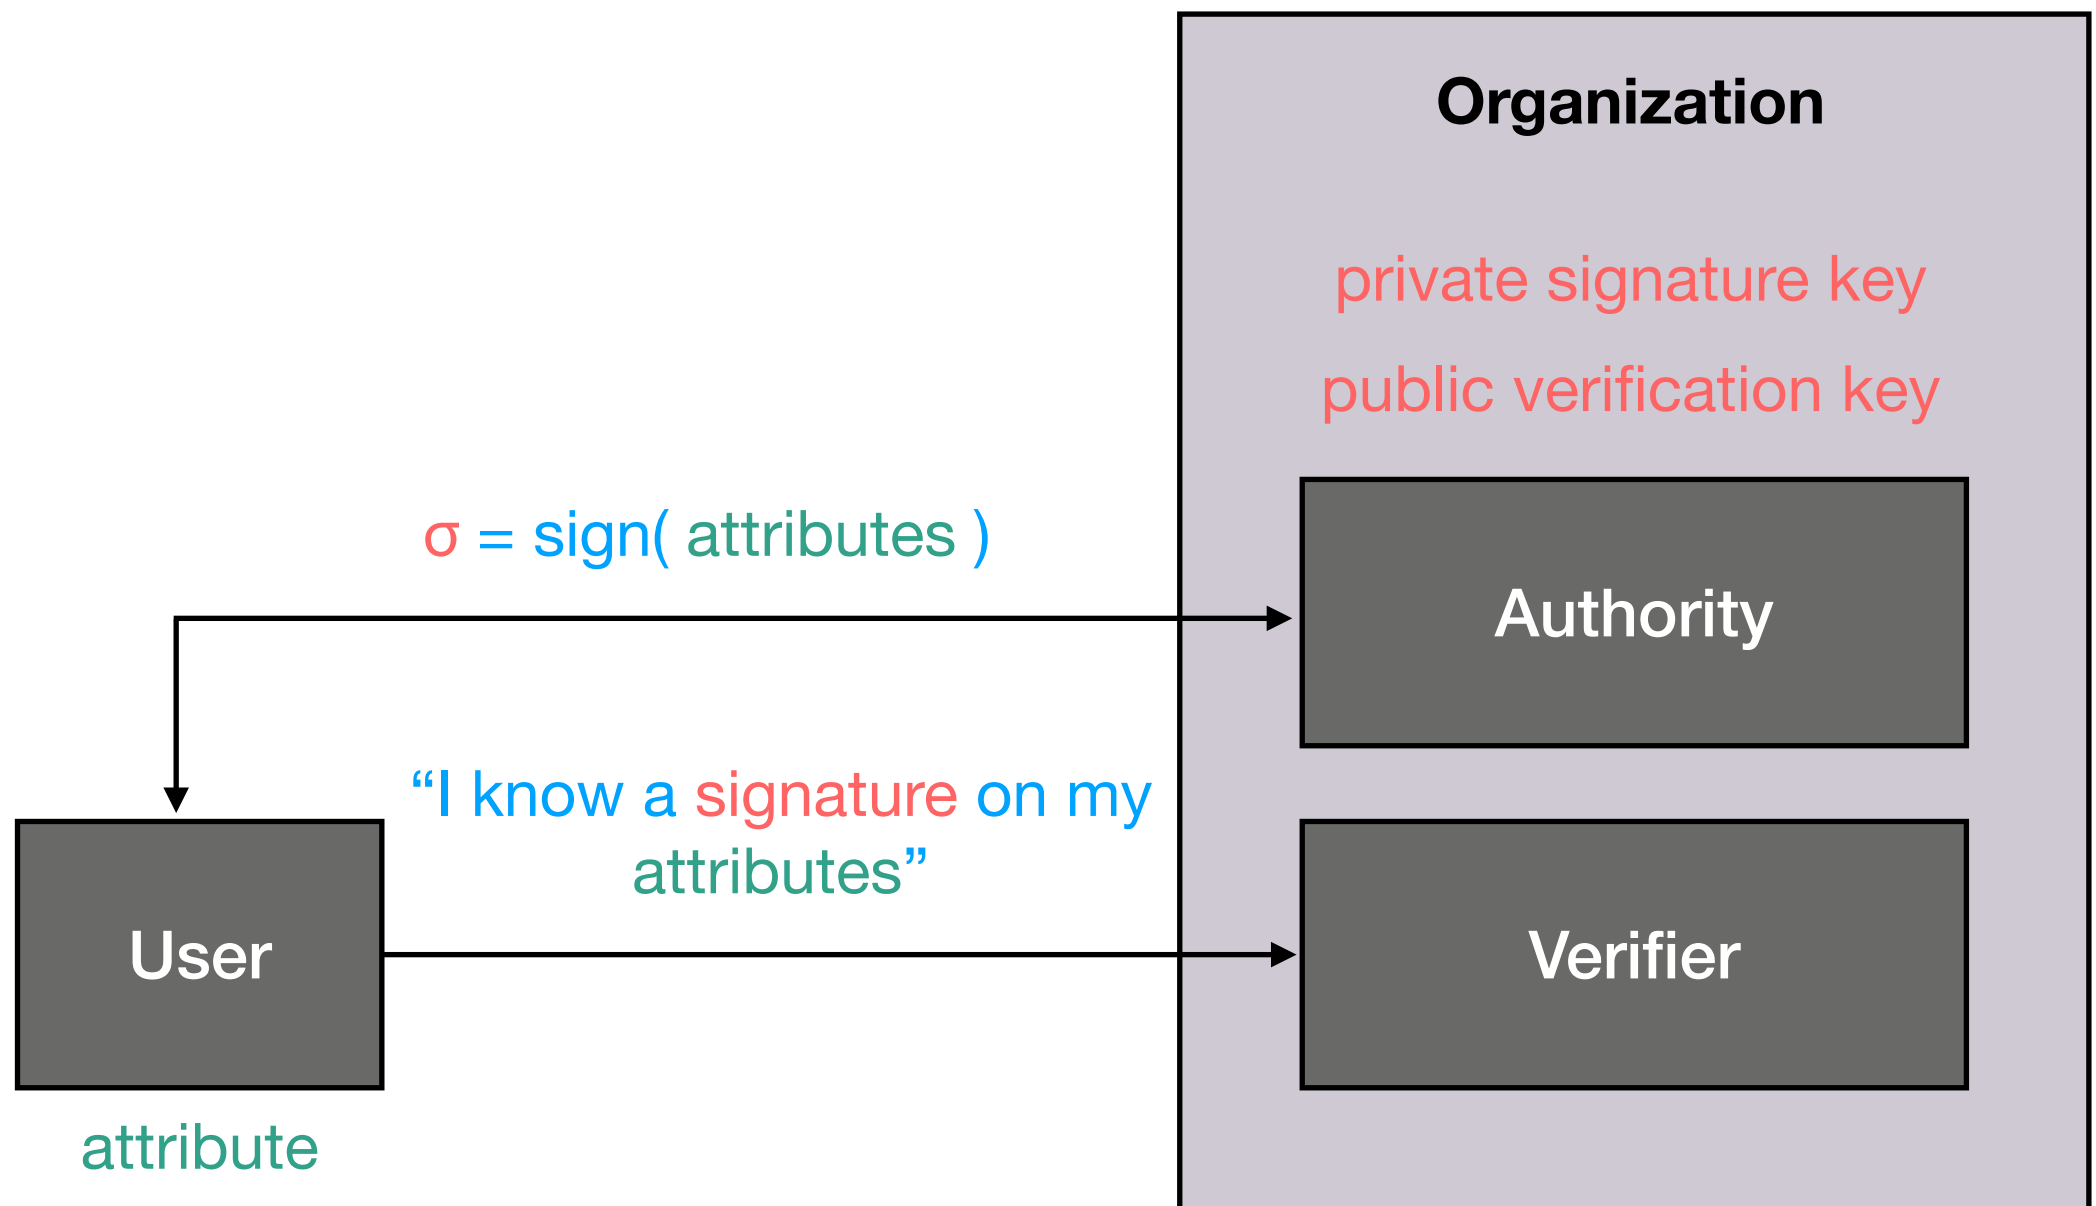 Organization
private signature key
public verification key
σ = sign( attributes )
Authority
“I know a signature on my
attributes”
User
Verifier
attribute